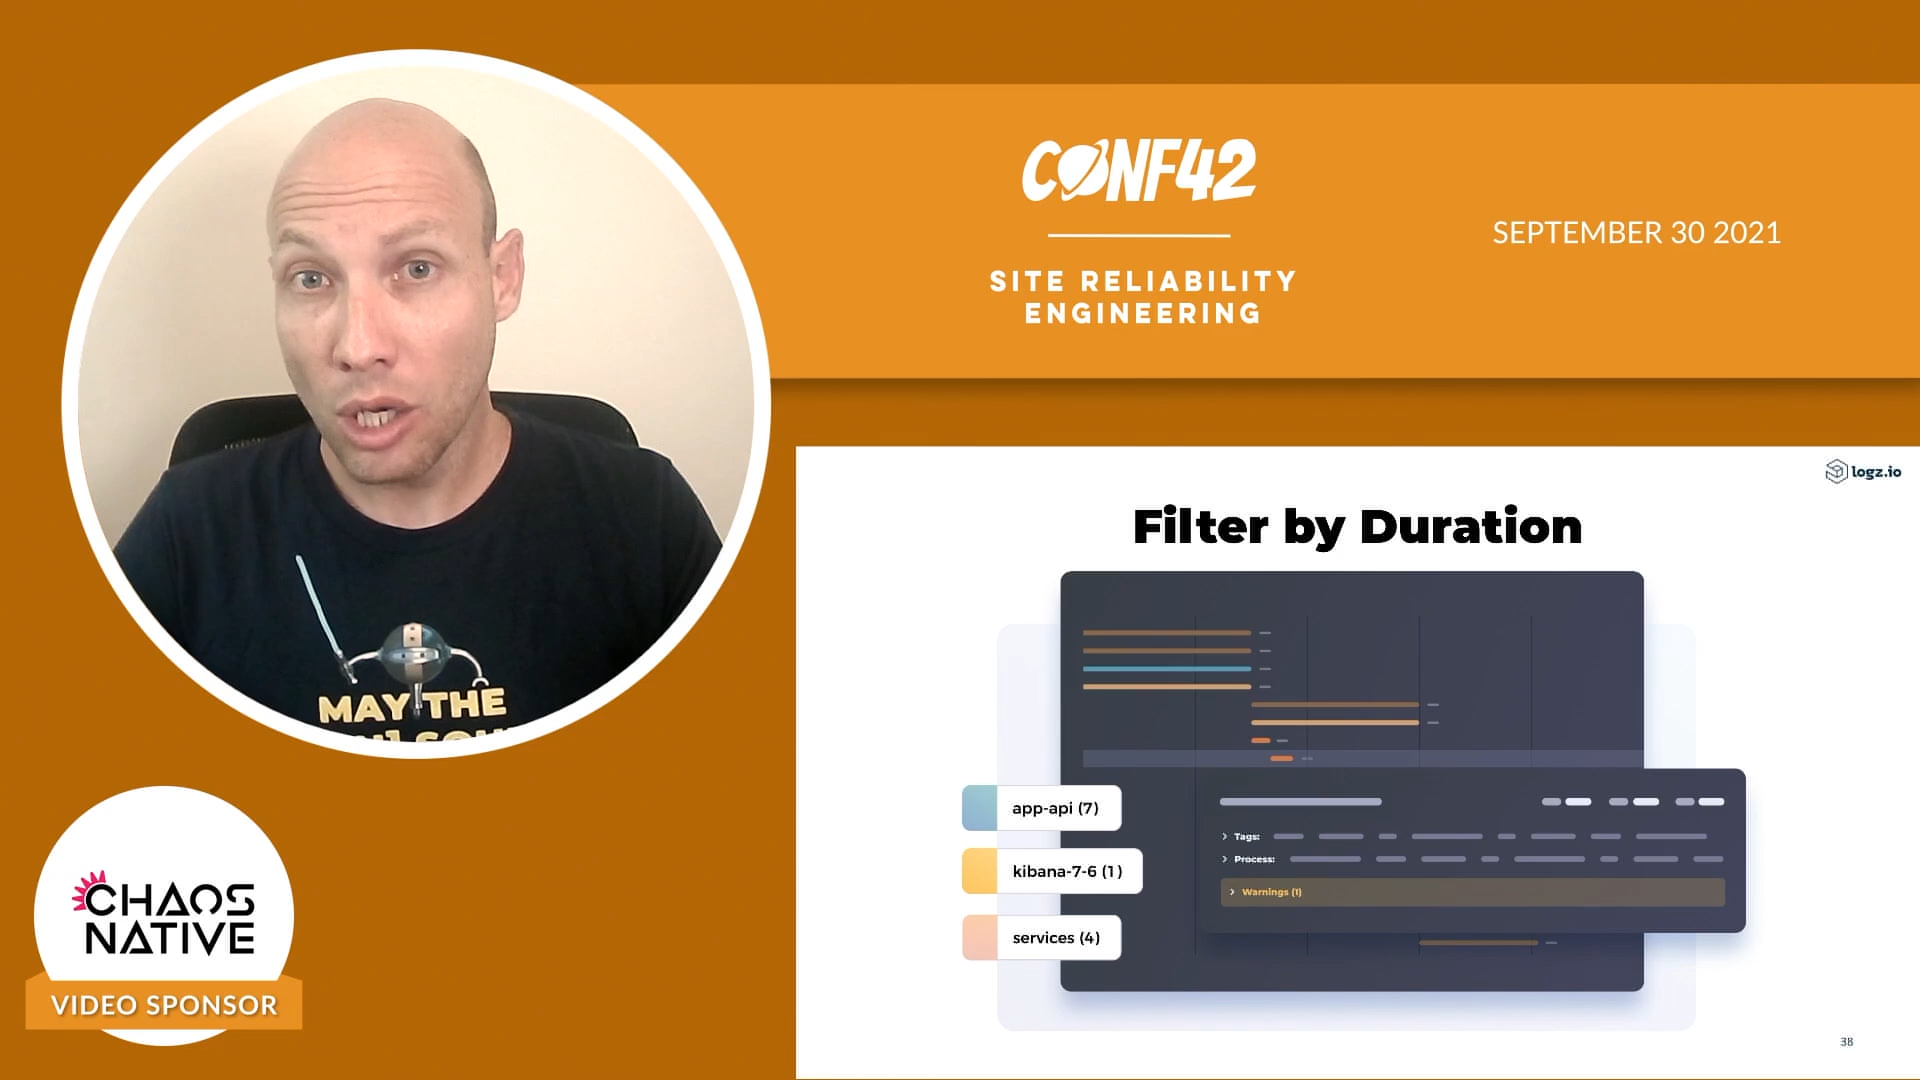 CONF42
SITE RELIABILITY
ENGINEERING
SEPTEMBER 30 2021
MAY THE
logz.io
Filter by Duration
app-api (7)
kibana-7-6 (1)
services (4)
Tags:
Process:
Warnings (1)
38
CHAOS
NATIVE
VIDEO SPONSOR